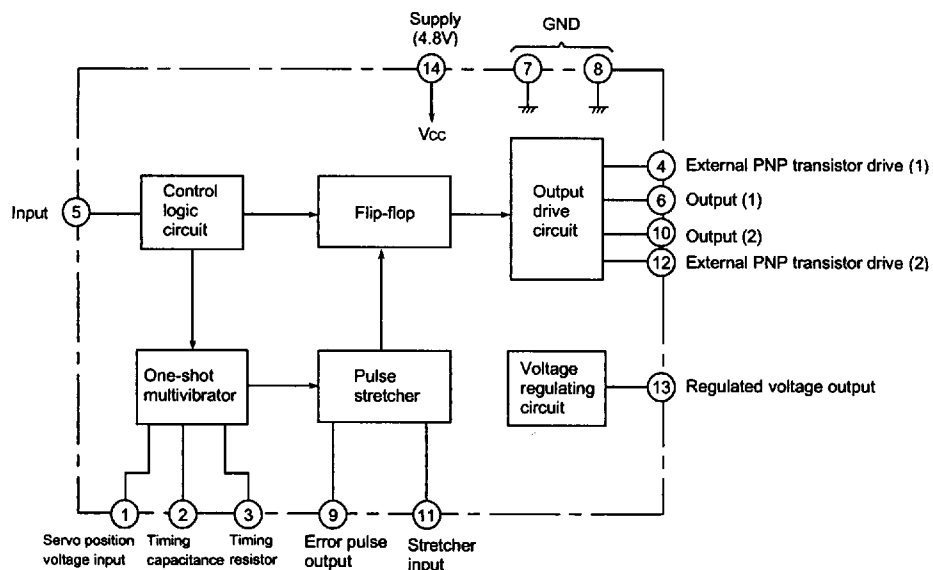 Supply
(4.8V)
GND
14
7
8
Vcc
Input
5
Control
logic
circuit
Flip-flop
Output
drive
circuit
4
External PNP transistor drive (1)
6
Output (1)
10
Output (2)
12
External PNP transistor drive (2)
One-shot
multivibrator
Pulse
stretcher
Voltage
regulating
circuit
13
Regulated voltage output
1
2
3
9
11
Servo position
voltage input
Timing
capacitance
Timing
resistor
Error pulse
output
Stretcher
input